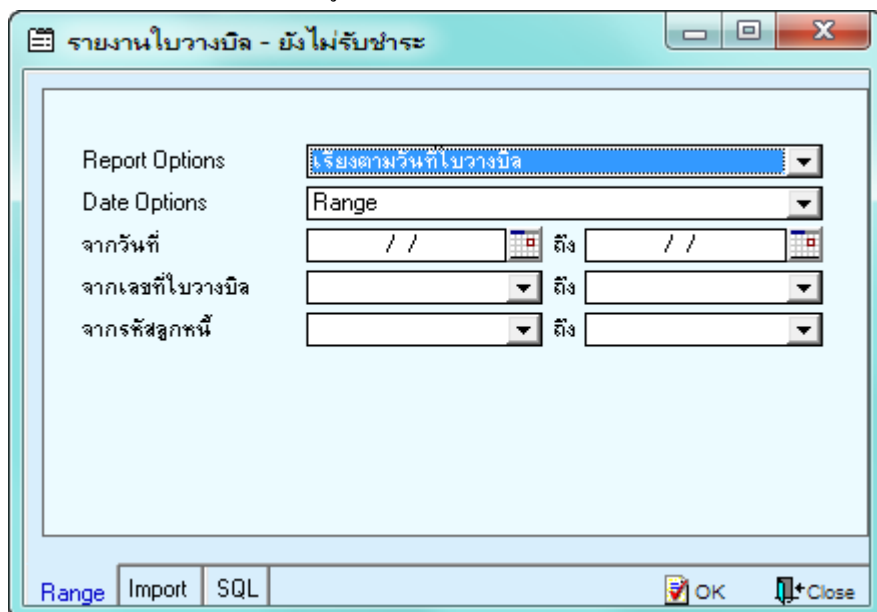 รายงานใบวางบิล - ยังไม่รับชำระ
Report Options เรียงตามวันที่ใบวางบิล
Date Options Range
จากวันที่ / / ถึง / /
จากเลขที่ใบวางบิล ถึง
จากรหัสลูกหนี้ ถึง
Range Import SQL OK Close